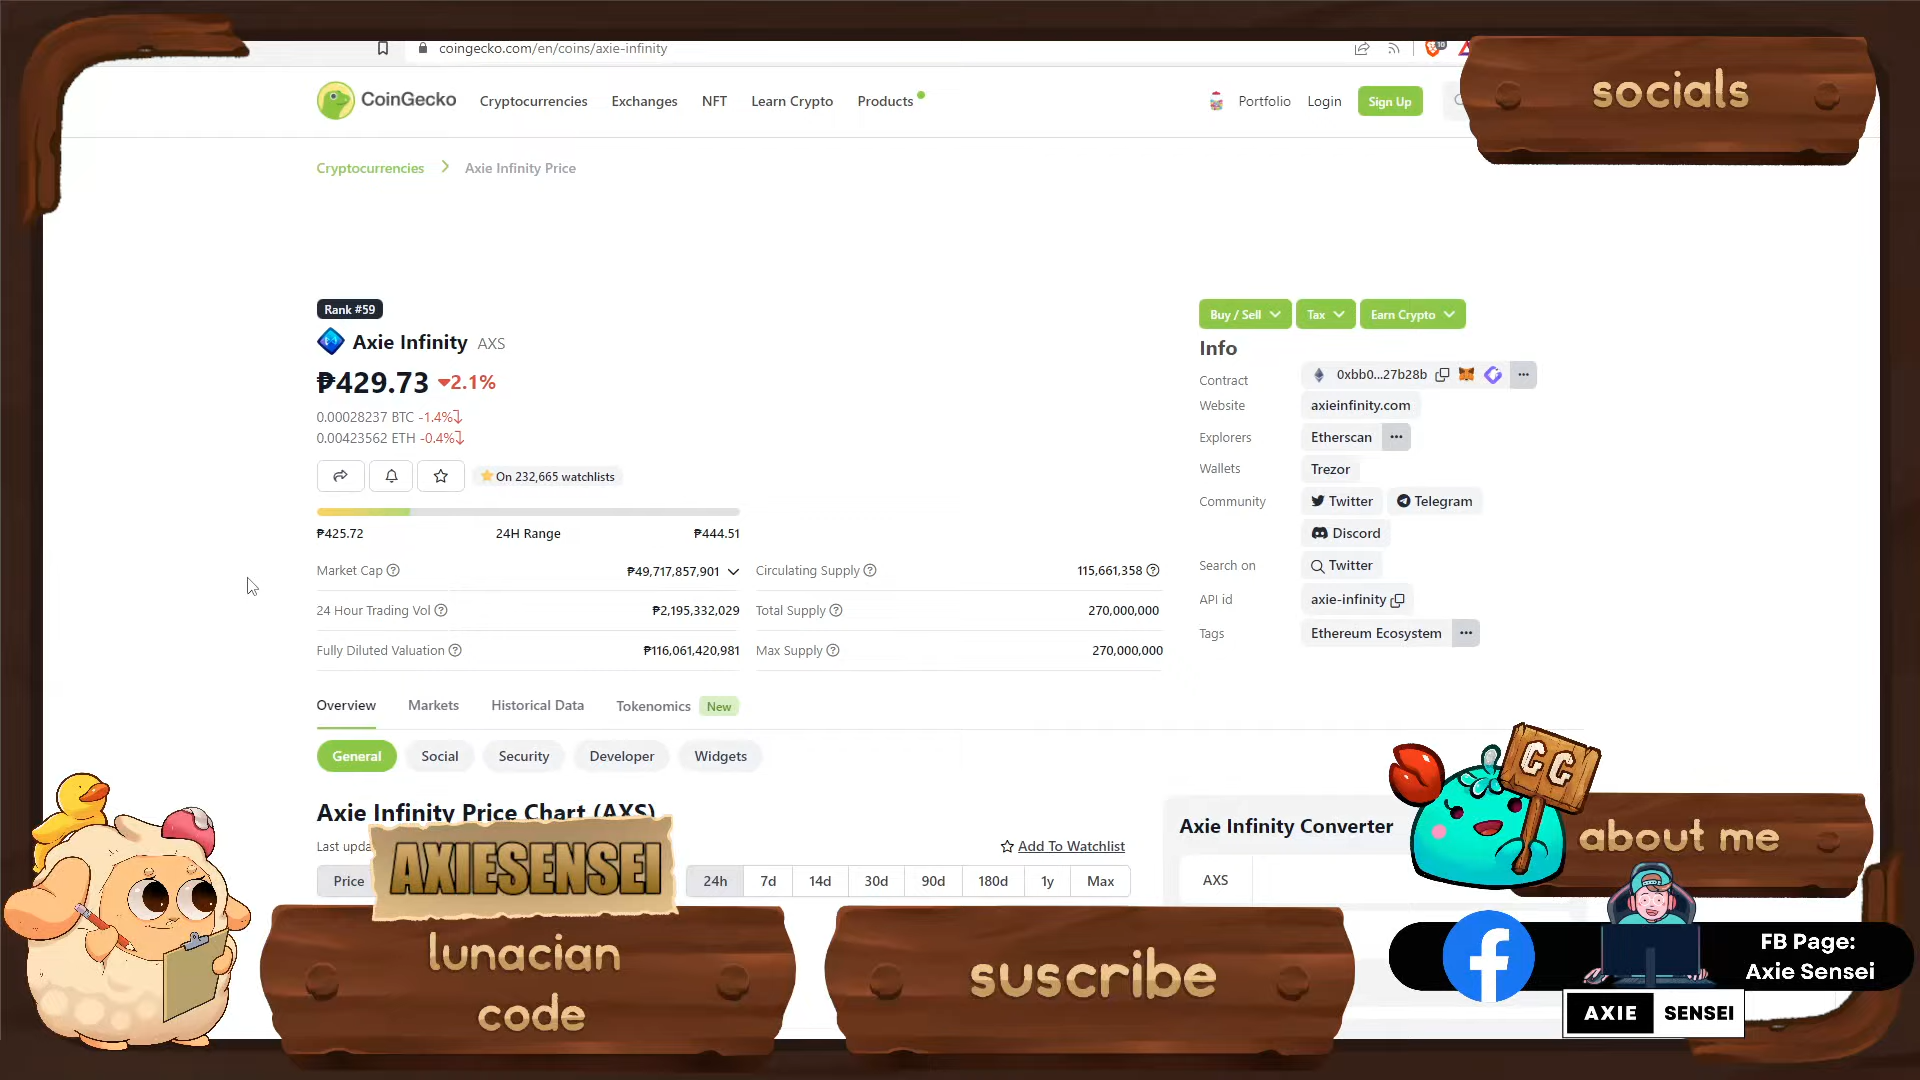 coingecko.com/en/coins/axie-infinity
10
socials
CoinGecko
Cryptocurrencies
Exchanges
NFT
Learn Crypto
Products
Portfolio
Login
Sign Up
Cryptocurrencies
Axie Infinity Price
Rank #59
Axie Infinity AXS
₱429.73 2.1%
0.00028237 BTC -1.4%
0.00423562 ETH -0.4%
On 232,665 watchlists
₱425.72
24H Range
₱444.51
Market Cap
₱49,717,857,901
24 Hour Trading Vol
₱2,195,332,029
Fully Diluted Valuation
₱116,061,420,981
Circulating Supply
115,661,358
Total Supply
270,000,000
Max Supply
270,000,000
Buy / Sell
Tax
Earn Crypto
Info
Contract
0xbb0...27b28b
Website
axieinfinity.com
Explorers
Etherscan
Wallets
Trezor
Community
Twitter
Telegram
Discord
Search on
Twitter
API id
axie-infinity
Tags
Ethereum Ecosystem
Overview
Markets
Historical Data
Tokenomics
New
General
Social
Security
Developer
Widgets
Axie Infinity Price Chart (AXS)
Last upda
Add To Watchlist
Price
24h
7d
14d
30d
90d
180d
1y
Max
Axie Infinity Converter
AXS
AXIESENSEI
lunacian
code
suscribe
CC
about me
FB Page:
Axie Sensei
AXIE SENSEI